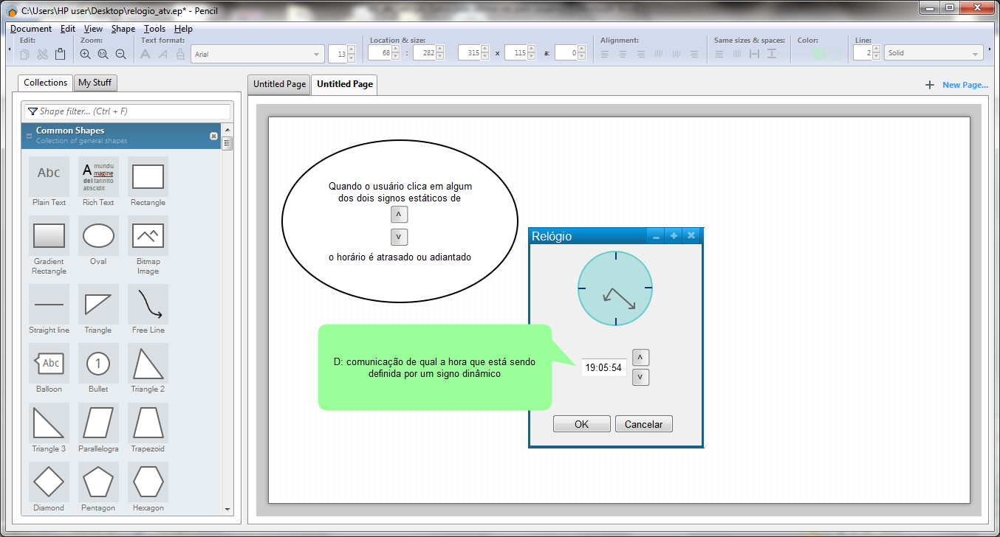 C:\Users\HP user\Desktop\relogio_atv.ep* - Pencil
Document Edit View Shape Tools Help
Edit: Zoom: Text format: Location & size: Alignment: Same sizes & spaces: Color: Line:
Arial 13 68 : 282 315 x 115 a: 0 2 Solid
Collections My Stuff
Untitled Page Untitled Page
+ New Page...
Shape filter... (Ctrl + F)
Common Shapes
Collection of general shapes
Abc
A mundu
magine
del tannito
abscidit
Plain Text Rich Text Rectangle
Gradient
Rectangle
Oval
Bitmap
Image
Straight line Triangle Free Line
Abc 1
Balloon Bullet Triangle 2
Triangle 3 Parallelogra Trapezoid
Diamond Pentagon Hexagon
Quando o usuário clica em algum
dos dois signos estáticos de
^
v
o horário é atrasado ou adiantado
Relógio
D: comunicação de qual a hora que está sendo
definida por um signo dinâmico
19:05:54
^
v
OK Cancelar